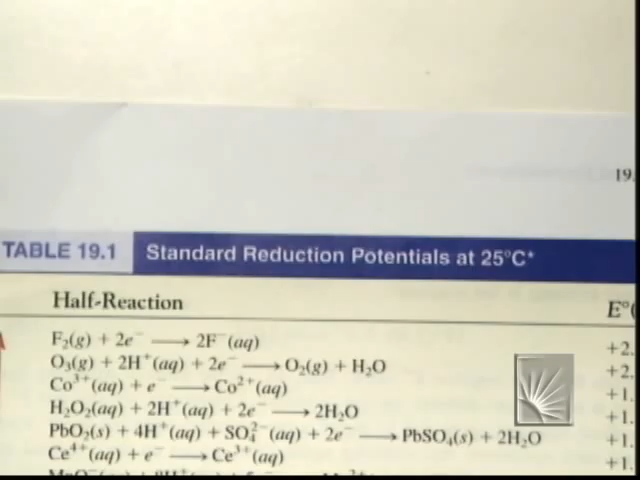 19.
TABLE 19.1 Standard Reduction Potentials at 25°C*
Half-Reaction E°(
F₂(g) + 2e⁻ ⟶ 2F⁻(aq) +2.
O₃(g) + 2H⁺(aq) + 2e⁻ ⟶ O₂(g) + H₂O +2.
Co³⁺(aq) + e⁻ ⟶ Co²⁺(aq) +1.
H₂O₂(aq) + 2H⁺(aq) + 2e⁻ ⟶ 2H₂O +1.
PbO₂(s) + 4H⁺(aq) + SO₄²⁻(aq) + 2e⁻ ⟶ PbSO₄(s) + 2H₂O +1.
Ce⁴⁺(aq) + e⁻ ⟶ Ce³⁺(aq) +1.